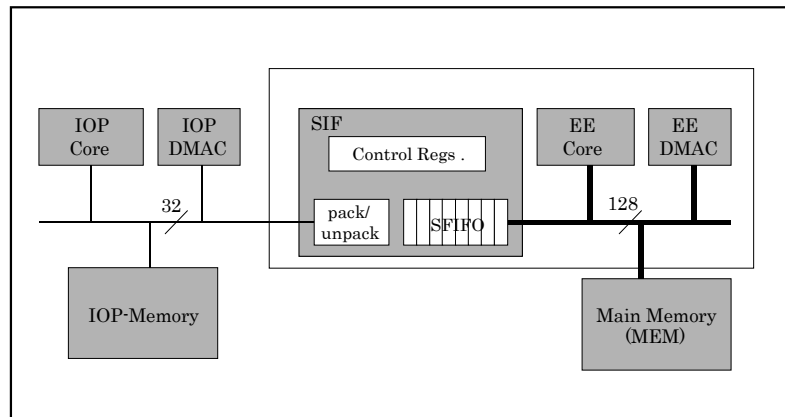 IOP
Core
IOP
DMAC
SIF
Control Regs .
EE
Core
EE
DMAC
32
pack/
unpack
SFIFO
128
IOP-Memory
Main Memory
(MEM)